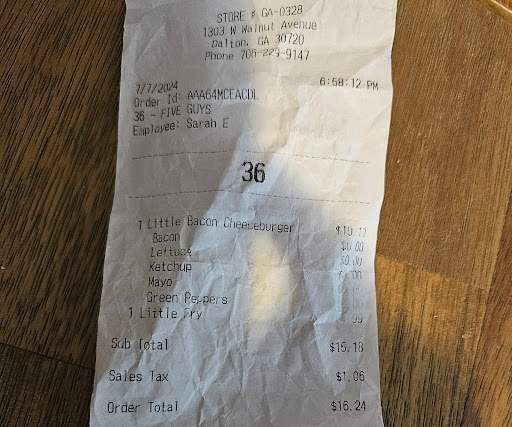 STORE # GA-0328
1303 W Walnut Avenue
Dalton, GA 30720
Phone 706-229-9147
7/7/2024 6:58:12 PM
Order Id: AAA64MCEACDL
36 - FIVE GUYS
Employee: Sarah E
36
1 Little Bacon Cheeseburger
Bacon $0.00
Lettuce $0.00
Ketchup
Mayo
Green Peppers
1 Little Fry
Sub Total $15.18
Sales Tax $1.06
Order Total $16.24